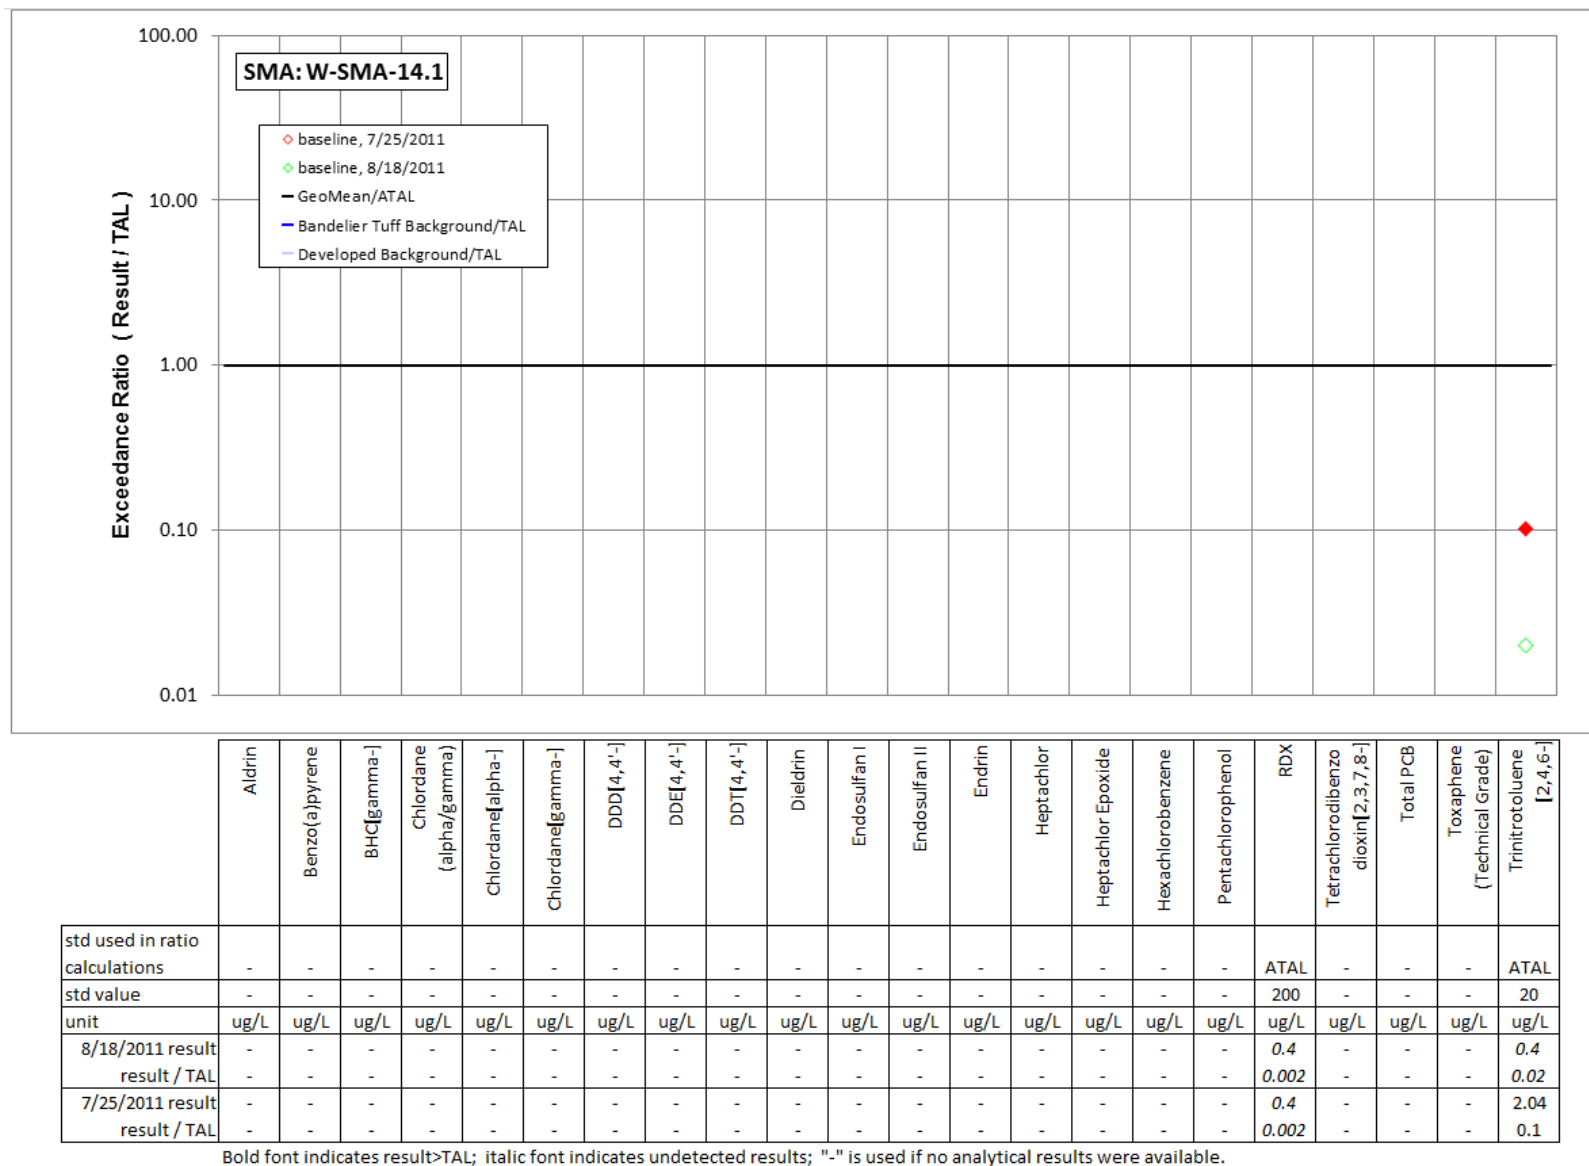 100.00
SMA: W-SMA-14.1
baseline, 7/25/2011
baseline, 8/18/2011
GeoMean/ATAL
Bandelier Tuff Background/TAL
Developed Background/TAL
10.00
1.00
0.10
0.01
Exceedance Ratio ( Result / TAL )
Aldrin
Benzo(a)pyrene
BHC[gamma-]
Chlordane
(alpha/gamma)
Chlordane[alpha-]
Chlordane[gamma-]
DDD[4,4'-]
DDE[4,4'-]
DDT[4,4'-]
Dieldrin
Endosulfan I
Endosulfan II
Endrin
Heptachlor
Heptachlor Epoxide
Hexachlorobenzene
Pentachlorophenol
RDX
Tetrachlorodibenzo
dioxin[2,3,7,8-]
Total PCB
Toxaphene
(Technical Grade)
Trinitrotoluene
[2,4,6-]
std used in ratio
calculations - - - - - - - - - - - - - - - - - ATAL - - - ATAL
std value - - - - - - - - - - - - - - - - - 200 - - - 20
unit ug/L ug/L ug/L ug/L ug/L ug/L ug/L ug/L ug/L ug/L ug/L ug/L ug/L ug/L ug/L ug/L ug/L ug/L ug/L ug/L ug/L ug/L
8/18/2011 result - - - - - - - - - - - - - - - - - 0.4 - - - 0.4
result / TAL - - - - - - - - - - - - - - - - - 0.002 - - - 0.02
7/25/2011 result - - - - - - - - - - - - - - - - - 0.4 - - - 2.04
result / TAL - - - - - - - - - - - - - - - - - 0.002 - - - 0.1
Bold font indicates result>TAL; italic font indicates undetected results; "-" is used if no analytical results were available.